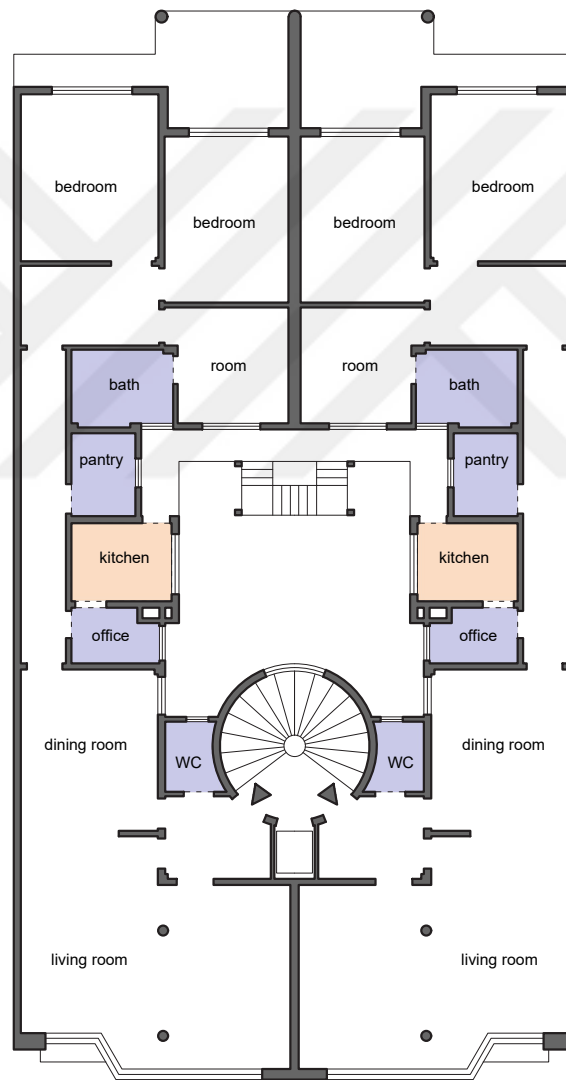 bedroom
bedroom
bedroom
bedroom
room
room
bath
bath
pantry
pantry
kitchen
kitchen
office
office
dining room
dining room
WC
WC
living room
living room